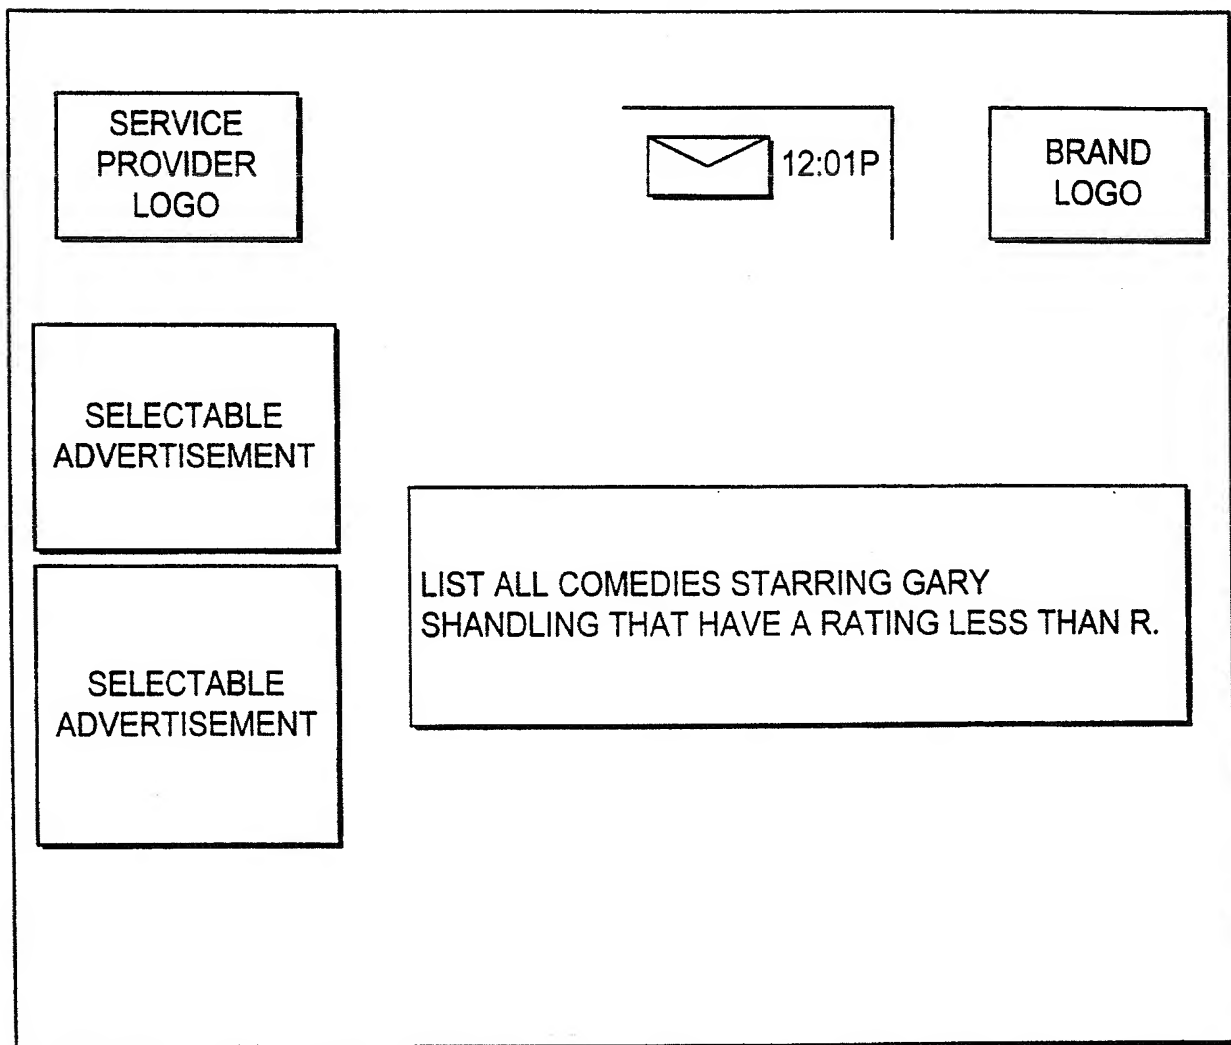 SERVICE
PROVIDER
LOGO
12:01P
BRAND
LOGO
SELECTABLE
ADVERTISEMENT
LIST ALL COMEDIES STARRING GARY
SHANDLING THAT HAVE A RATING LESS THAN R.
SELECTABLE
ADVERTISEMENT